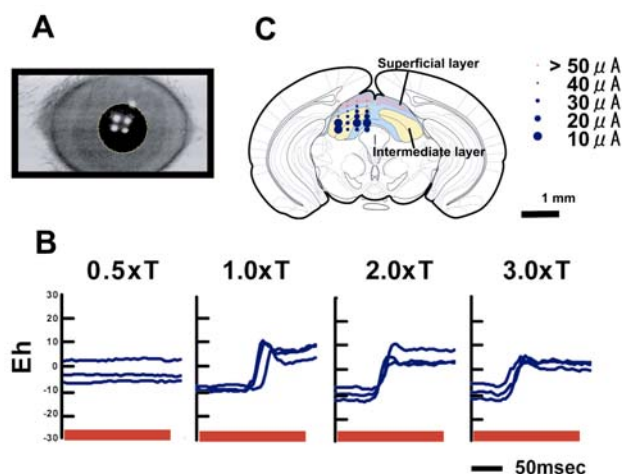 A
C
Superficial layer
Intermediate layer
> 50 μA
40 μA
30 μA
20 μA
10 μA
1 mm
B
0.5xT
1.0xT
2.0xT
3.0xT
Eh
30
20
10
0
-10
-20
-30
50msec